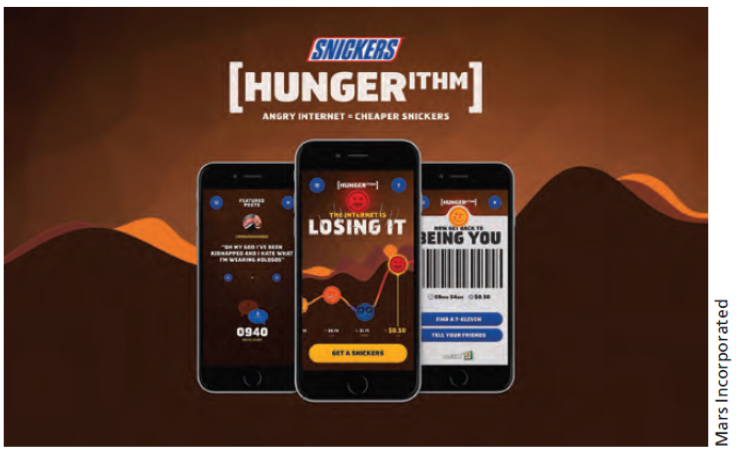 SNICKERS
[HUNGERITHM]
ANGRY INTERNET = CHEAPER SNICKERS
FEATURED
POSTS
"OH MY GOD I'VE BEEN
KIDNAPPED AND I HATE WHAT
I'M WEARING #OLDSOS"
0940
[HUNGERITHM]
THE INTERNET IS
LOSING IT
$0.50
GET A SNICKERS
[HUNGERITHM]
NOW GET BACK TO
BEING YOU
$0.50
FIND A 7-ELEVEN
TELL YOUR FRIENDS
Mars Incorporated